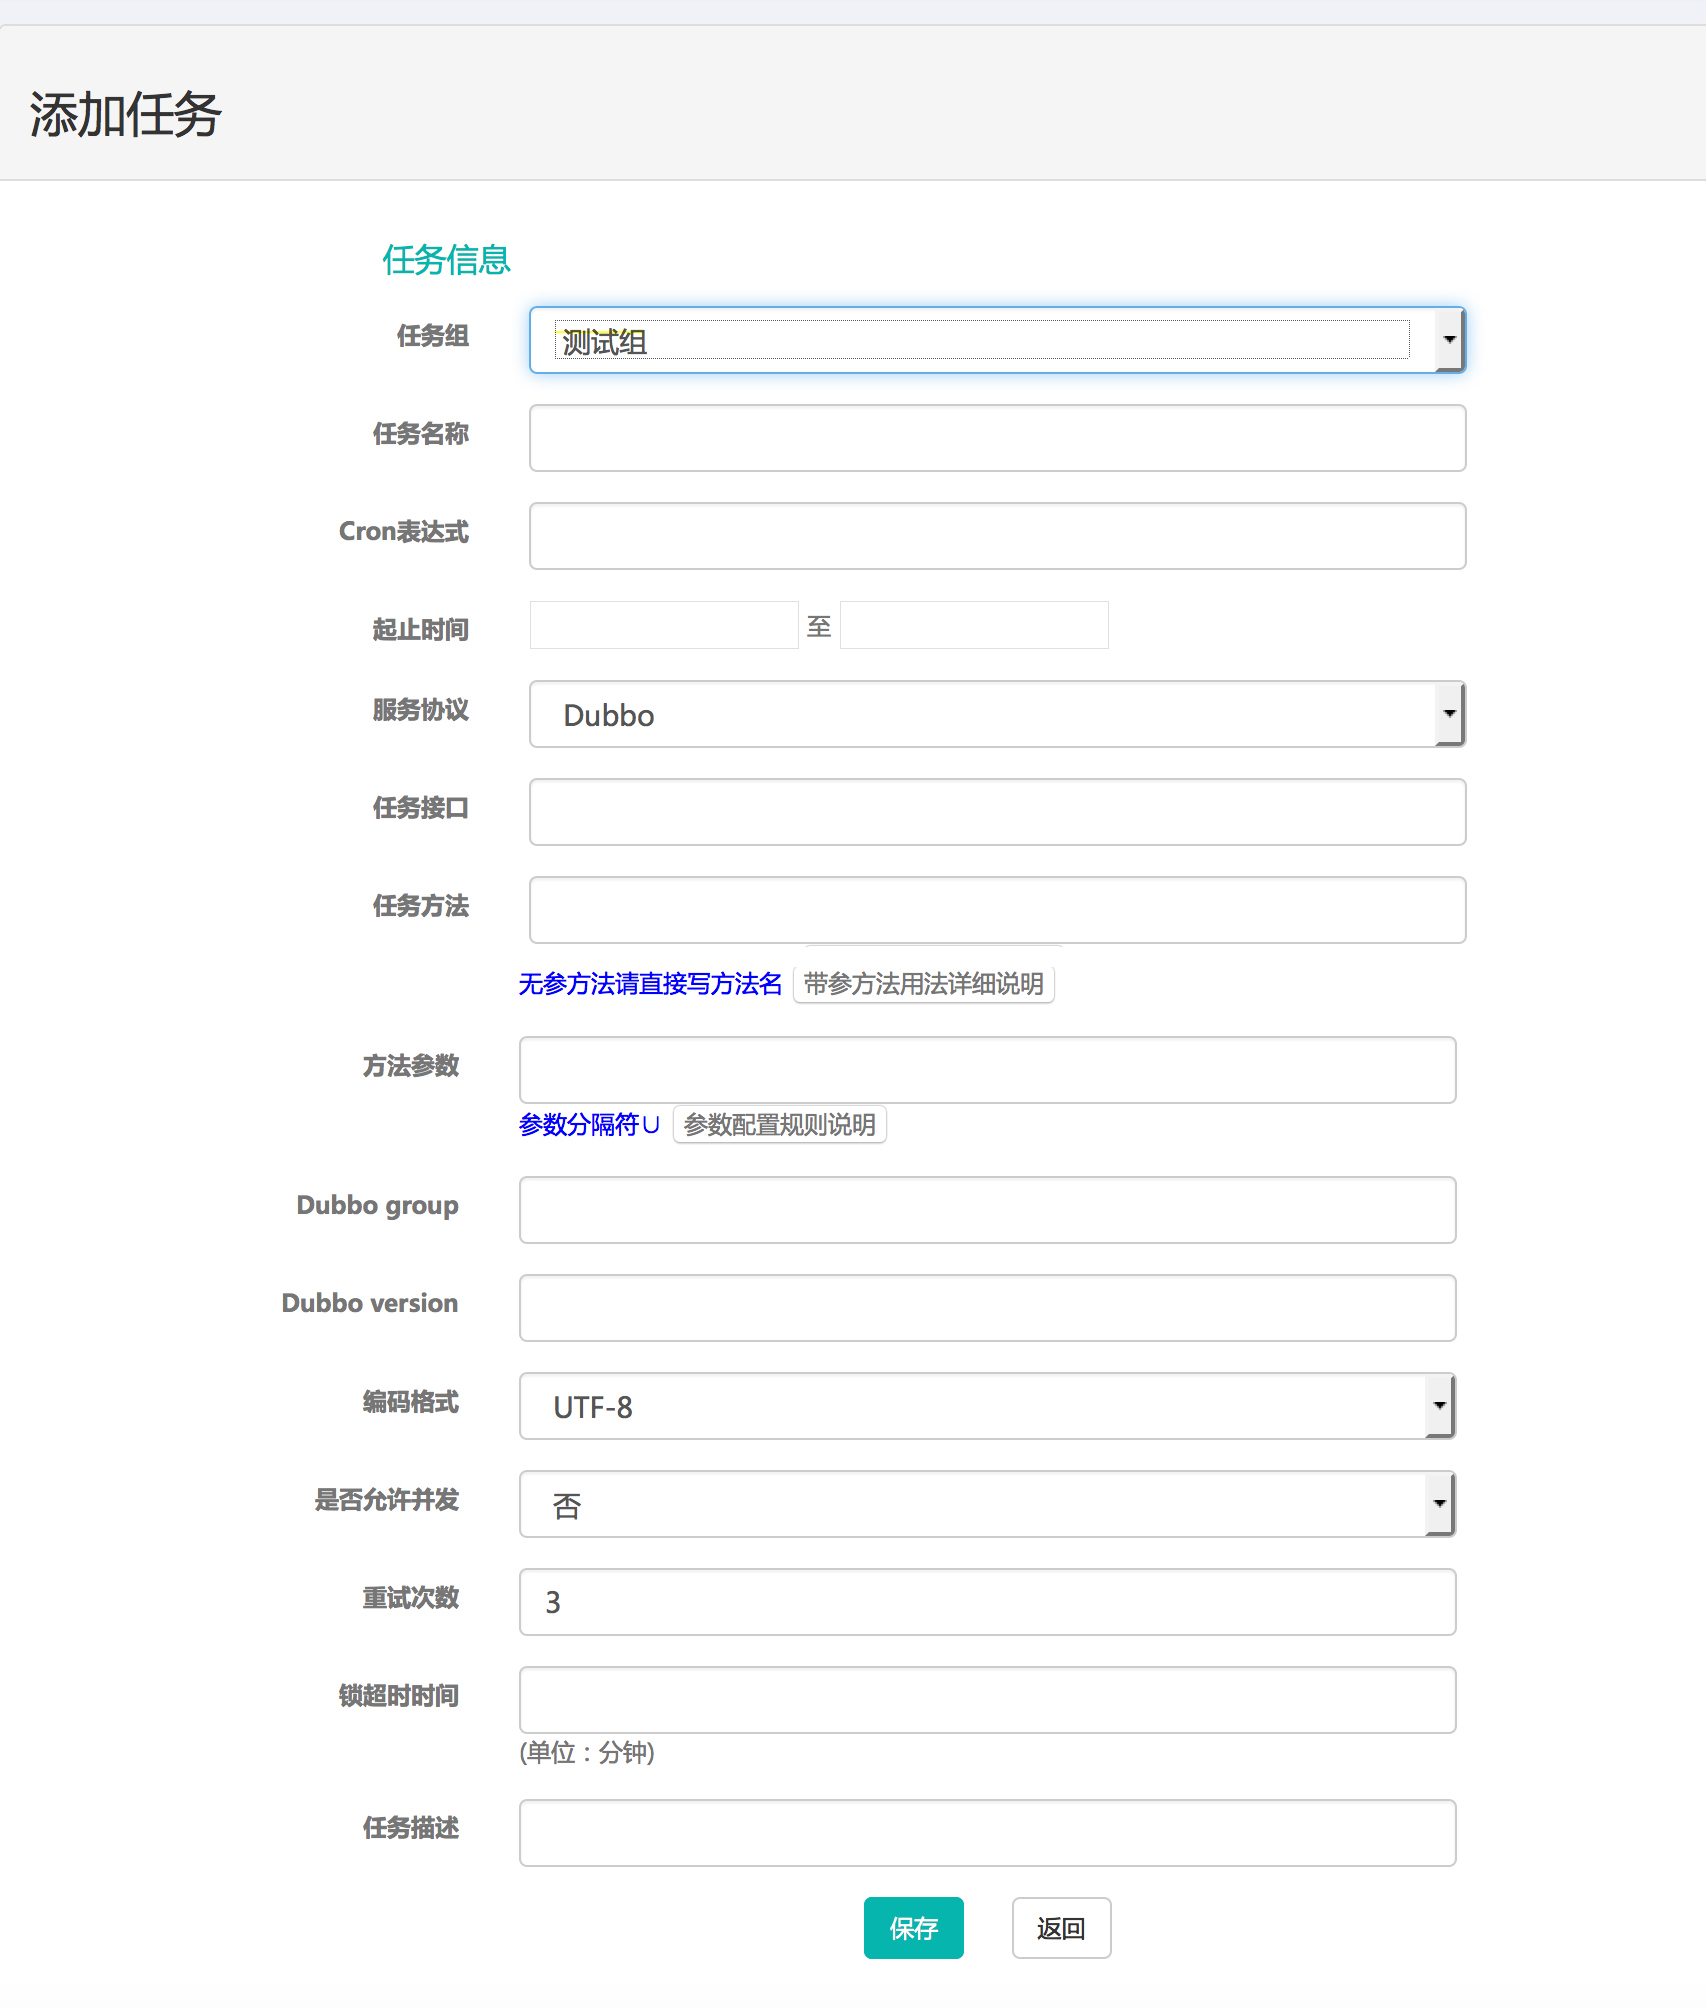 添加任务
任务信息
任务组 测试组
任务名称
Cron表达式
起止时间 至
服务协议 Dubbo
任务接口
任务方法
无参方法请直接写方法名 带参方法用法详细说明
方法参数
参数分隔符∪ 参数配置规则说明
Dubbo group
Dubbo version
编码格式 UTF-8
是否允许并发 否
重试次数 3
锁超时时间
(单位：分钟)
任务描述
保存 返回